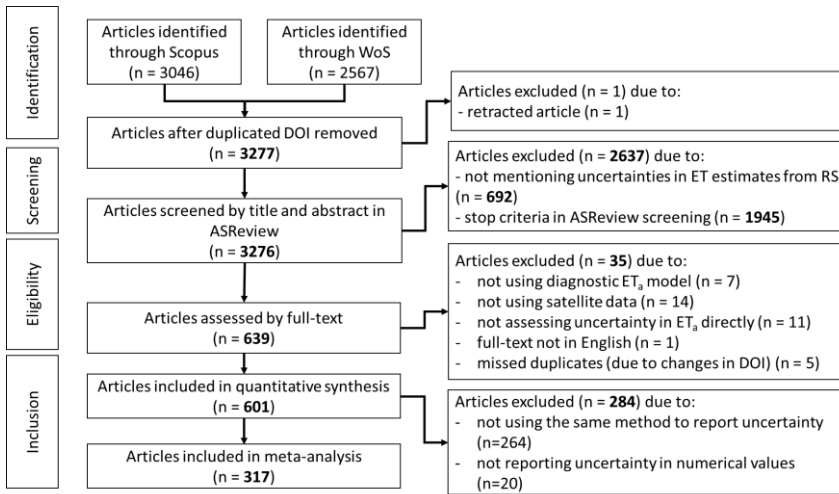 Identification
Articles identified
through Scopus
(n = 3046)
Articles identified
through WoS
(n = 2567)
Articles after duplicated DOI removed
(n = 3277)
Articles excluded (n = 1) due to:
- retracted article (n = 1)
Screening
Articles screened by title and abstract in
ASReview
(n = 3276)
Articles excluded (n = 2637) due to:
- not mentioning uncertainties in ET estimates from RS
(n = 692)
- stop criteria in ASReview screening (n = 1945)
Eligibility
Articles assessed by full-text
(n = 639)
Articles excluded (n = 35) due to:
- not using diagnostic ETa model (n = 7)
- not using satellite data (n = 14)
- not assessing uncertainty in ETa directly (n = 11)
- full-text not in English (n = 1)
- missed duplicates (due to changes in DOI) (n = 5)
Inclusion
Articles included in quantitative synthesis
(n = 601)
Articles included in meta-analysis
(n = 317)
Articles excluded (n = 284) due to:
- not using the same method to report uncertainty
(n=264)
- not reporting uncertainty in numerical values
(n=20)